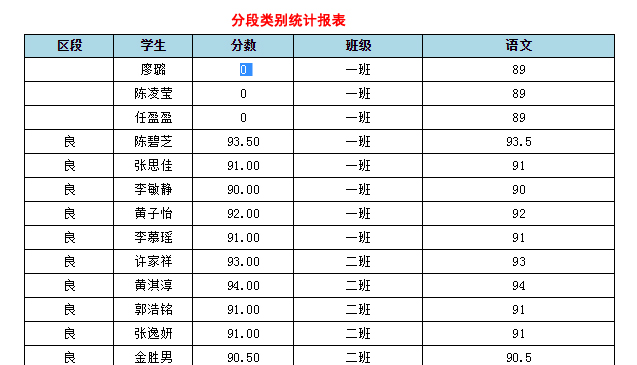 分段类别统计报表
区段 学生 分数 班级 语文
廖璐 0 一班 89
陈凌莹 0 一班 89
任盈盈 0 一班 89
良 陈碧芝 93.50 一班 93.5
良 张思佳 91.00 一班 91
良 李敏静 90.00 一班 90
良 黄子怡 92.00 一班 92
良 李慕瑶 91.00 一班 91
良 许家祥 93.00 二班 93
良 黄淇淳 94.00 二班 94
良 郭浩铭 91.00 二班 91
良 张逸妍 91.00 二班 91
良 金胜男 90.50 二班 90.5